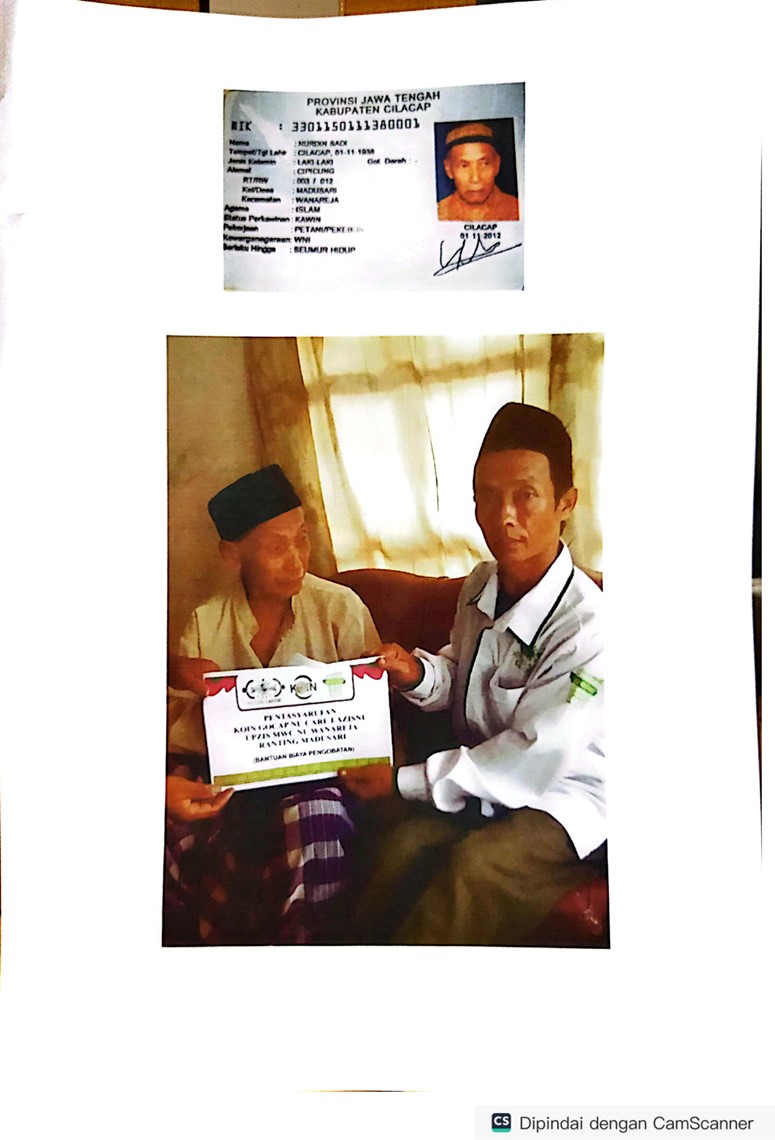 PROVINSI JAWA TENGAH
KABUPATEN CILACAP
NIK : 3301150111380001
Nama : NURDIN SADI
Tempat/Tgl Lahir : CILACAP, 01-11-1938
Jenis Kelamin : LAKI-LAKI Gol. Darah : -
Alamat : CIPICUNG
RT/RW : 003 / 012
Kel/Desa : MADUSARI
Kecamatan : WANAREJA
Agama : ISLAM
Status Perkawinan : KAWIN
Pekerjaan : PETANI/PEKEBUN
Kewarganegaraan: WNI
Berlaku Hingga : SEUMUR HIDUP
CILACAP
01-11-2012
KOIN
PENTASYARUFAN
KOIN GOCAP NU CARE LAZISNU
UPZIS MWC NU WANAREJA
RANTING MADUSARI
(BANTUAN BIAYA PENGOBATAN)
CS Dipindai dengan CamScanner